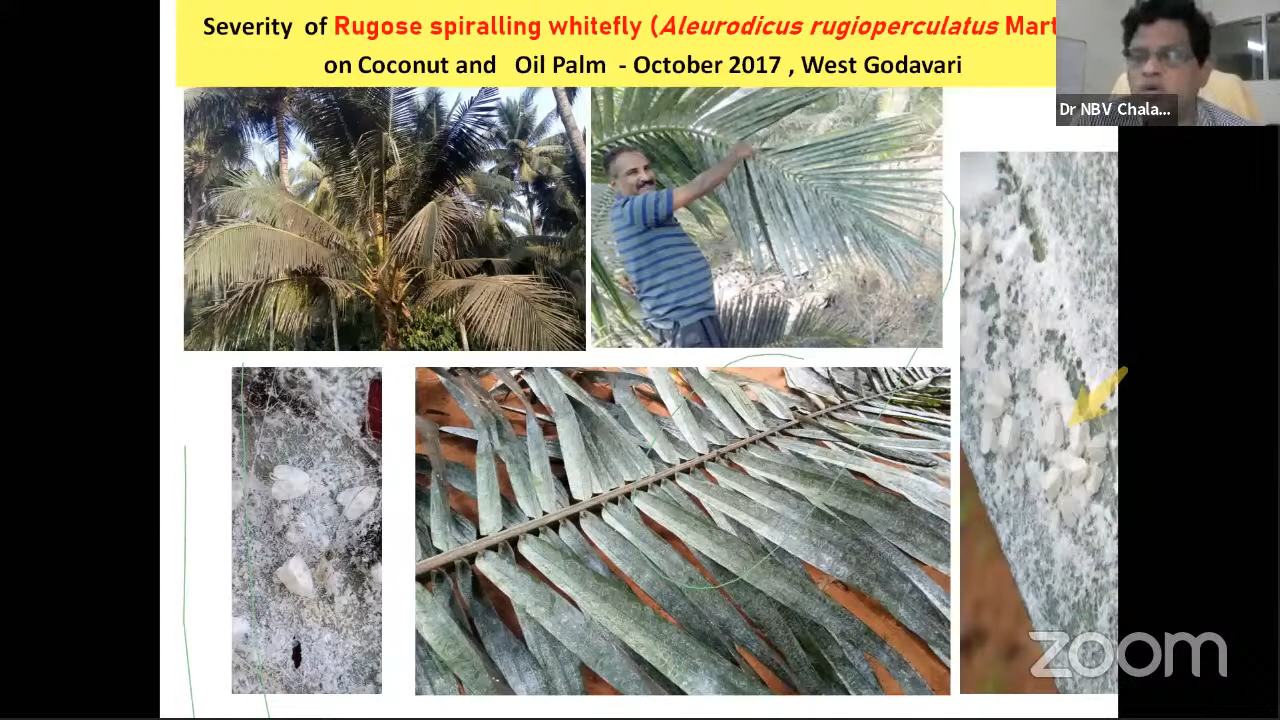 Severity of Rugose spiralling whitefly (Aleurodicus rugioperculatus Mart
on Coconut and Oil Palm - October 2017 , West Godavari
Dr NBV Chala...
zoom